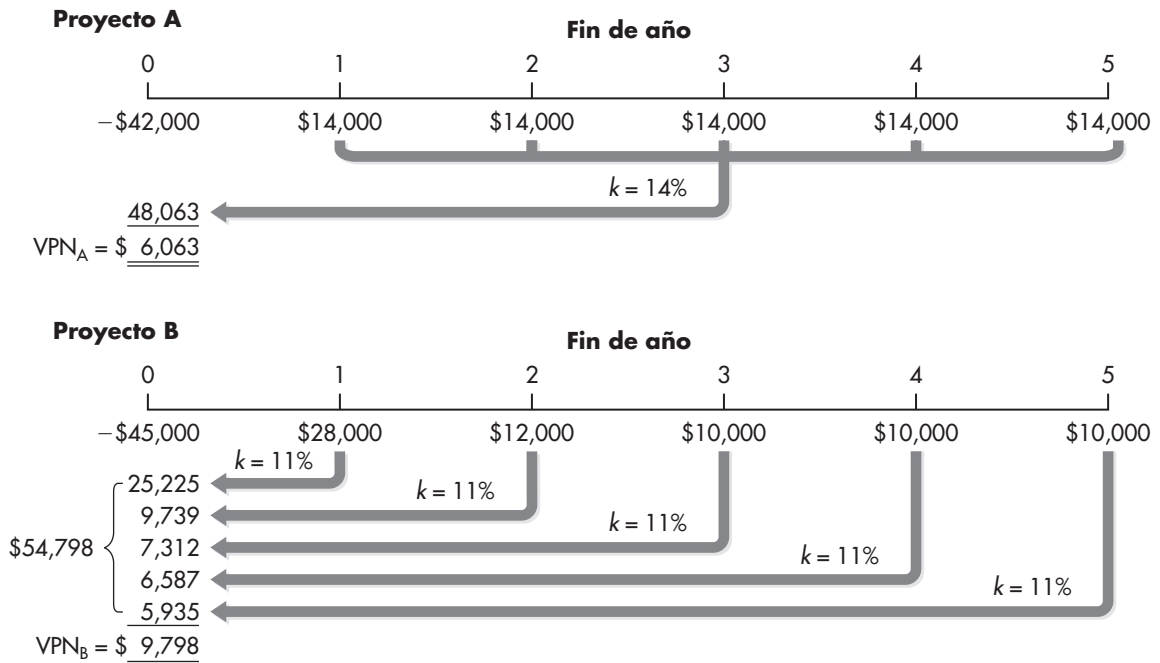 Proyecto A
Fin de año
0 1 2 3 4 5
−$42,000 $14,000 $14,000 $14,000 $14,000 $14,000
k = 14%
48,063
VPN_A = $ 6,063
Proyecto B
Fin de año
0 1 2 3 4 5
−$45,000 $28,000 $12,000 $10,000 $10,000 $10,000
k = 11%
25,225
k = 11%
9,739
k = 11%
$54,798 7,312
k = 11%
6,587
k = 11%
5,935
VPN_B = $ 9,798